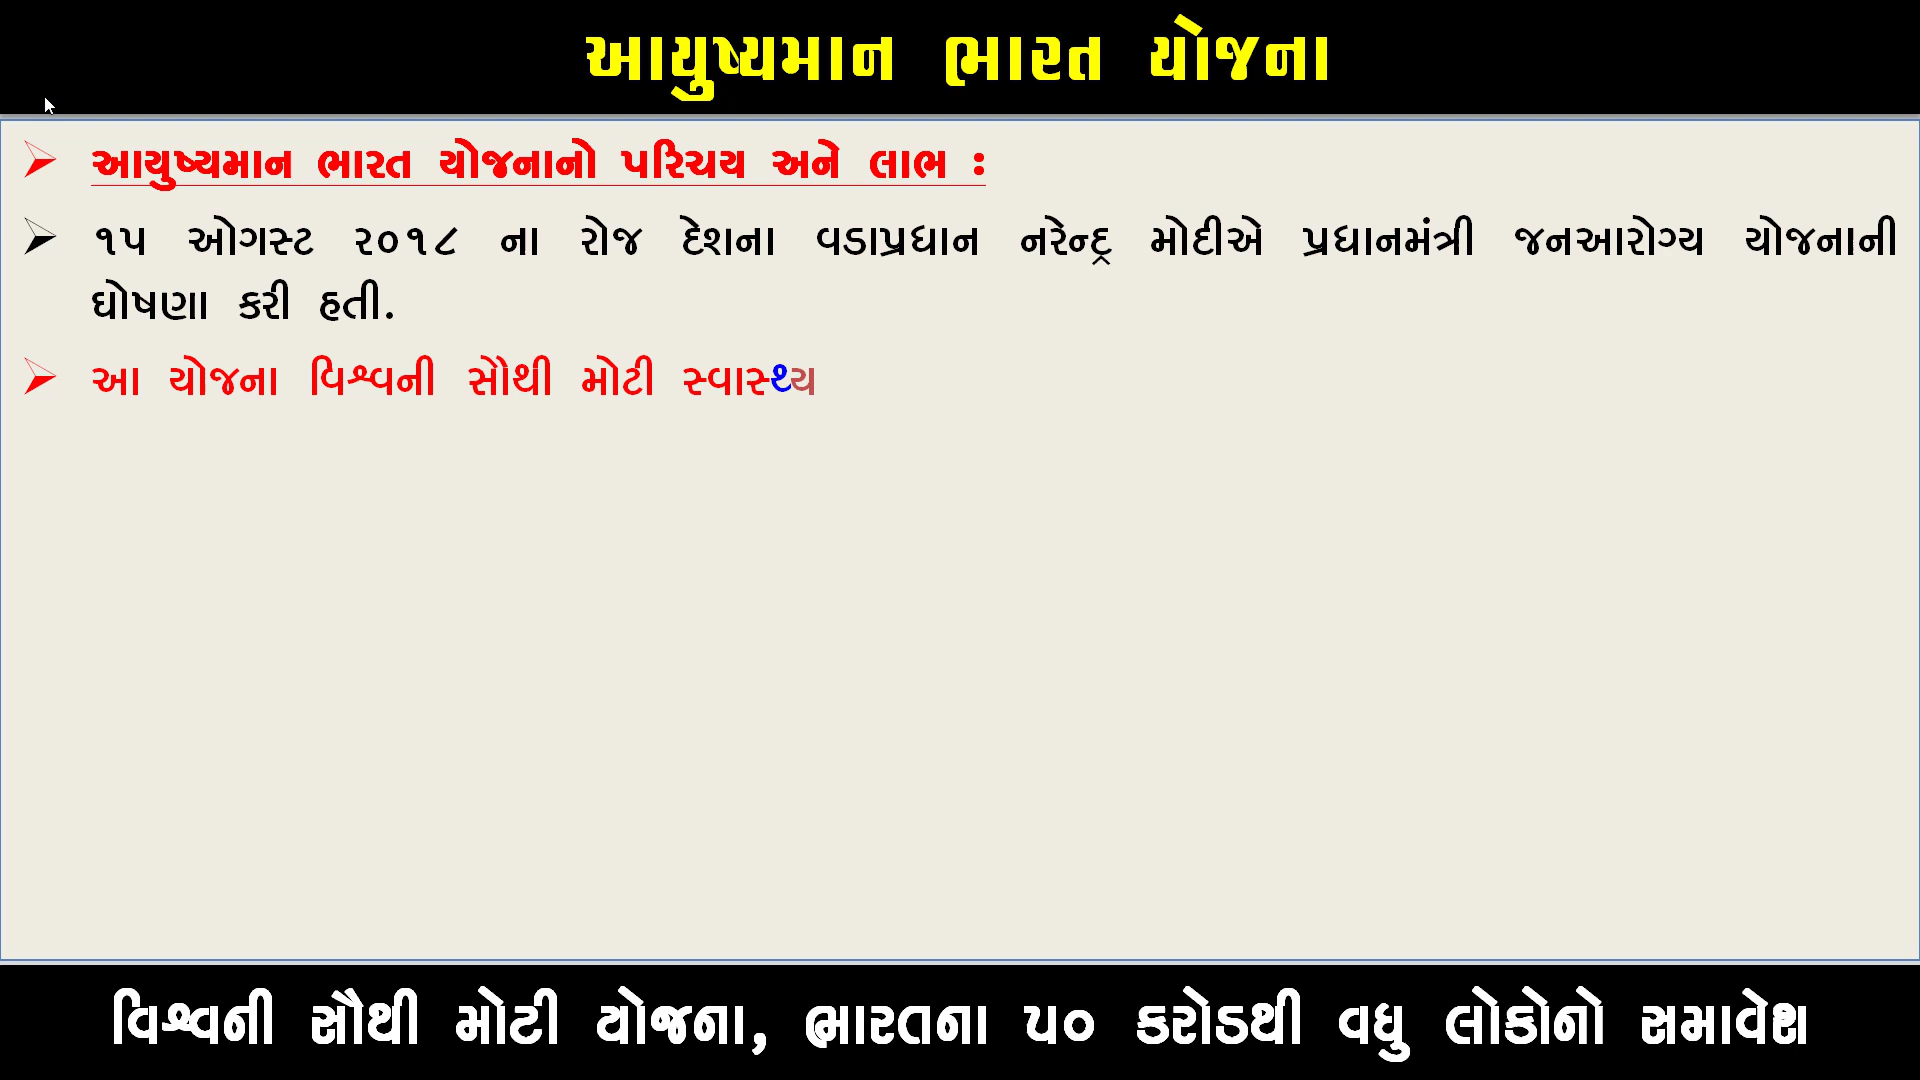 આયુષ્યમાન ભારત યોજના
આયુષ્યમાન ભારત યોજનાનો પરિચય અને લાભ :
૧૫ ઓગસ્ટ ૨૦૧૮ ના રોજ દેશના વડાપ્રધાન નરેન્દ્ર મોદીએ પ્રધાનમંત્રી જનઆરોગ્ય યોજનાની
ઘોષણા કરી હતી.
આ યોજના વિશ્વની સૌથી મોટી સ્વાસ્થ્ય
વિશ્વની સૌથી મોટી યોજના, ભારતના ૫૦ કરોડથી વધુ લોકોનો સમાવેશ